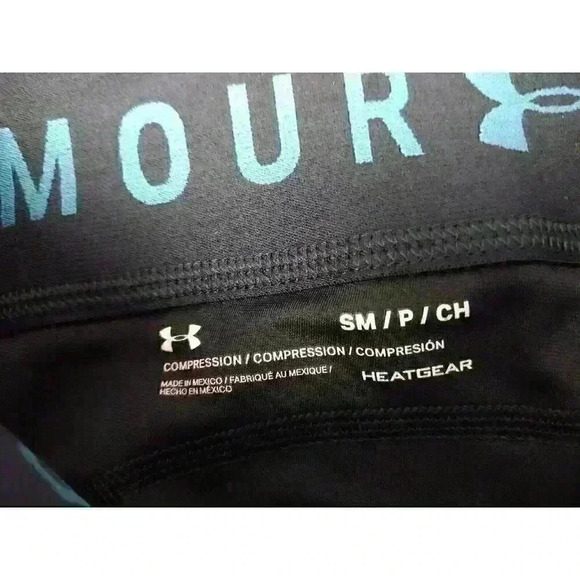 MOUR
SM / P / CH
COMPRESSION / COMPRESSION / COMPRESIÓN
MADE IN MEXICO / FABRIQUÉ AU MEXIQUE /
HECHO EN MÉXICO
HEATGEAR